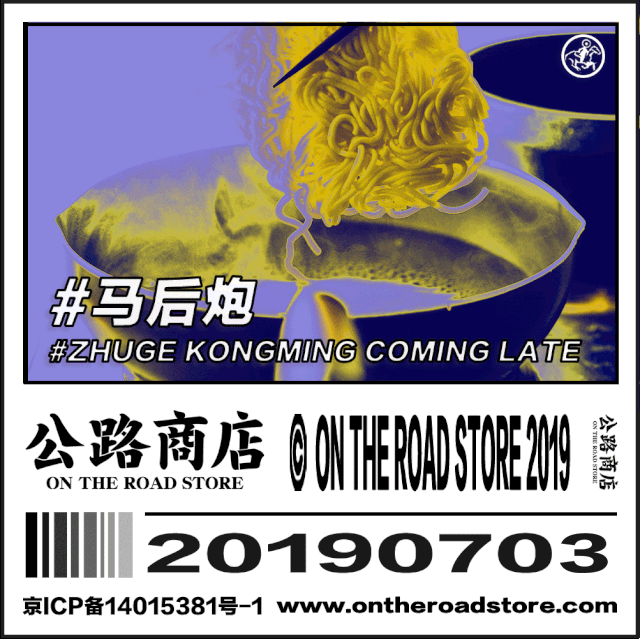 #马后炮
#ZHUGE KONGMING COMING LATE
公路商店
ON THE ROAD STORE
© ON THE ROAD STORE 2019
公路商店
ON THE ROAD STORE
20190703
京ICP备14015381号-1 www.ontheroadstore.com